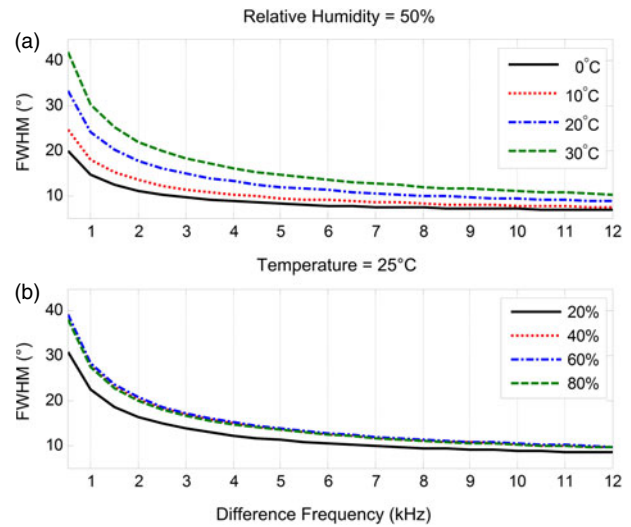 Relative Humidity = 50%
(a)
FWHM (°)
40
30
20
10
0°C
10°C
20°C
30°C
1 2 3 4 5 6 7 8 9 10 11 12
Temperature = 25°C
(b)
FWHM (°)
40
30
20
10
20%
40%
60%
80%
1 2 3 4 5 6 7 8 9 10 11 12
Difference Frequency (kHz)